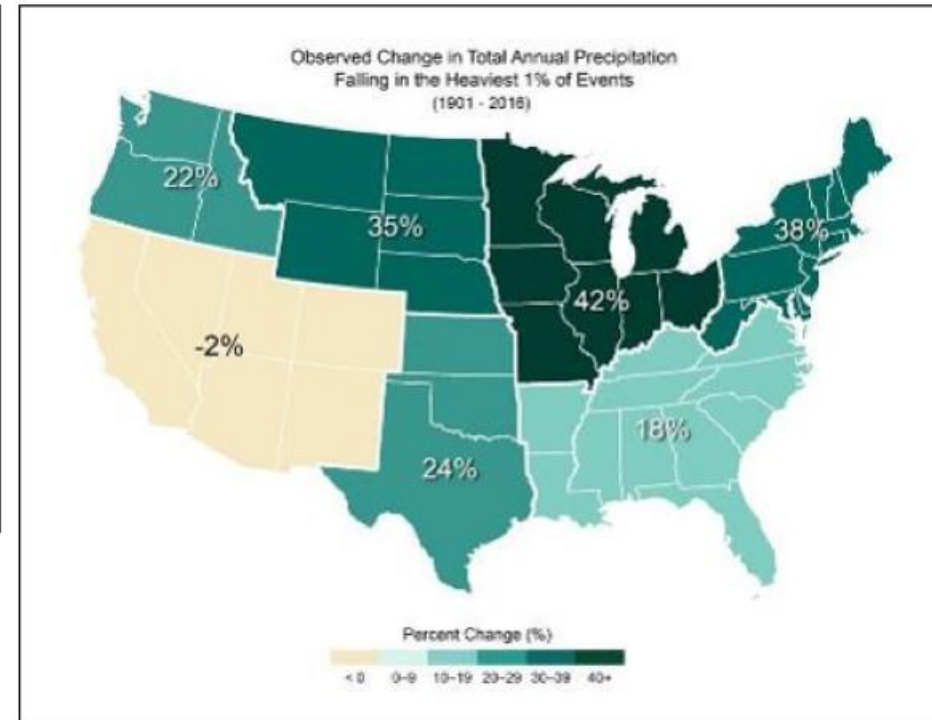 Observed Change in Total Annual Precipitation
Falling in the Heaviest 1% of Events
(1901 - 2016)
22%
35%
38%
42%
-2%
18%
24%
Percent Change (%)
< 0 0–9 10–19 20–29 30–39 40+